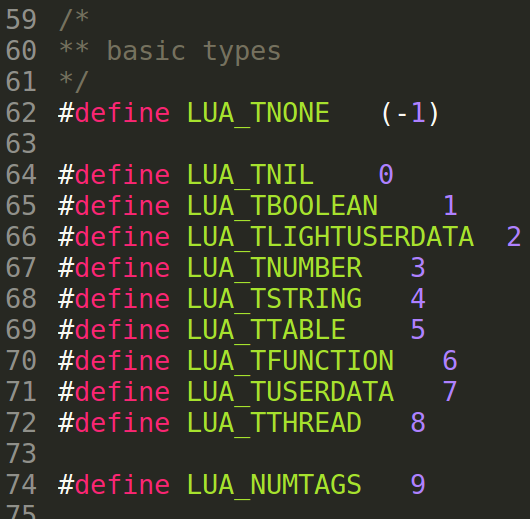 59 /*
60 ** basic types
61 */
62 #define LUA_TNONE   (-1)
63
64 #define LUA_TNIL    0
65 #define LUA_TBOOLEAN    1
66 #define LUA_TLIGHTUSERDATA  2
67 #define LUA_TNUMBER   3
68 #define LUA_TSTRING   4
69 #define LUA_TTABLE    5
70 #define LUA_TFUNCTION   6
71 #define LUA_TUSERDATA   7
72 #define LUA_TTHREAD   8
73
74 #define LUA_NUMTAGS   9
75